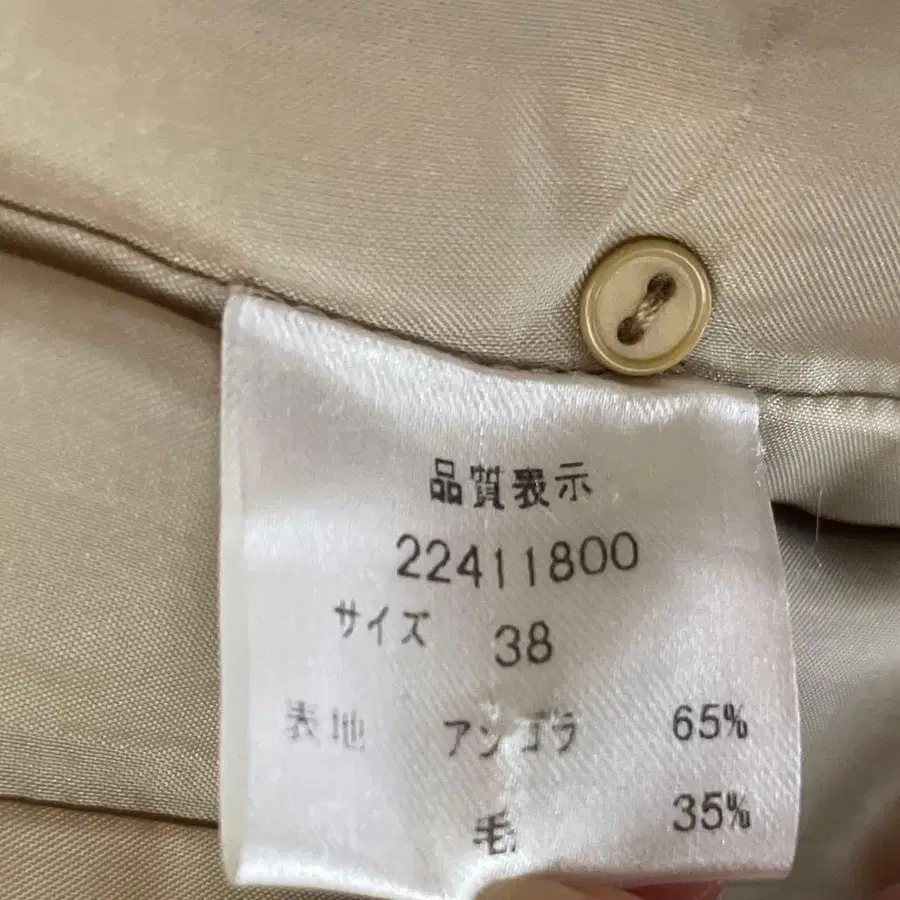 品質表示
22411800
サイズ 38
表地 アンゴラ 65%
毛 35%